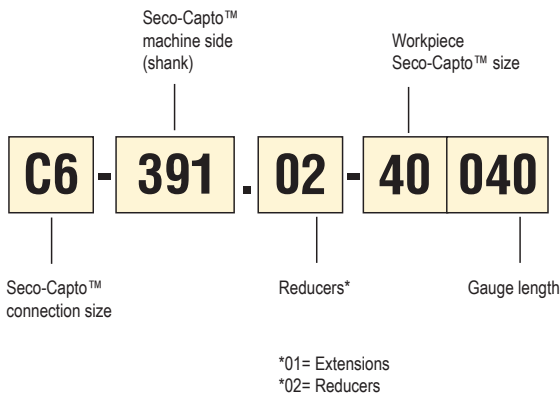 Seco-Capto™
machine side
(shank)
Workpiece
Seco-Capto™ size
C6 - 391 . 02 - 40 040
Seco-Capto™
connection size
Reducers*
Gauge length
*01= Extensions
*02= Reducers